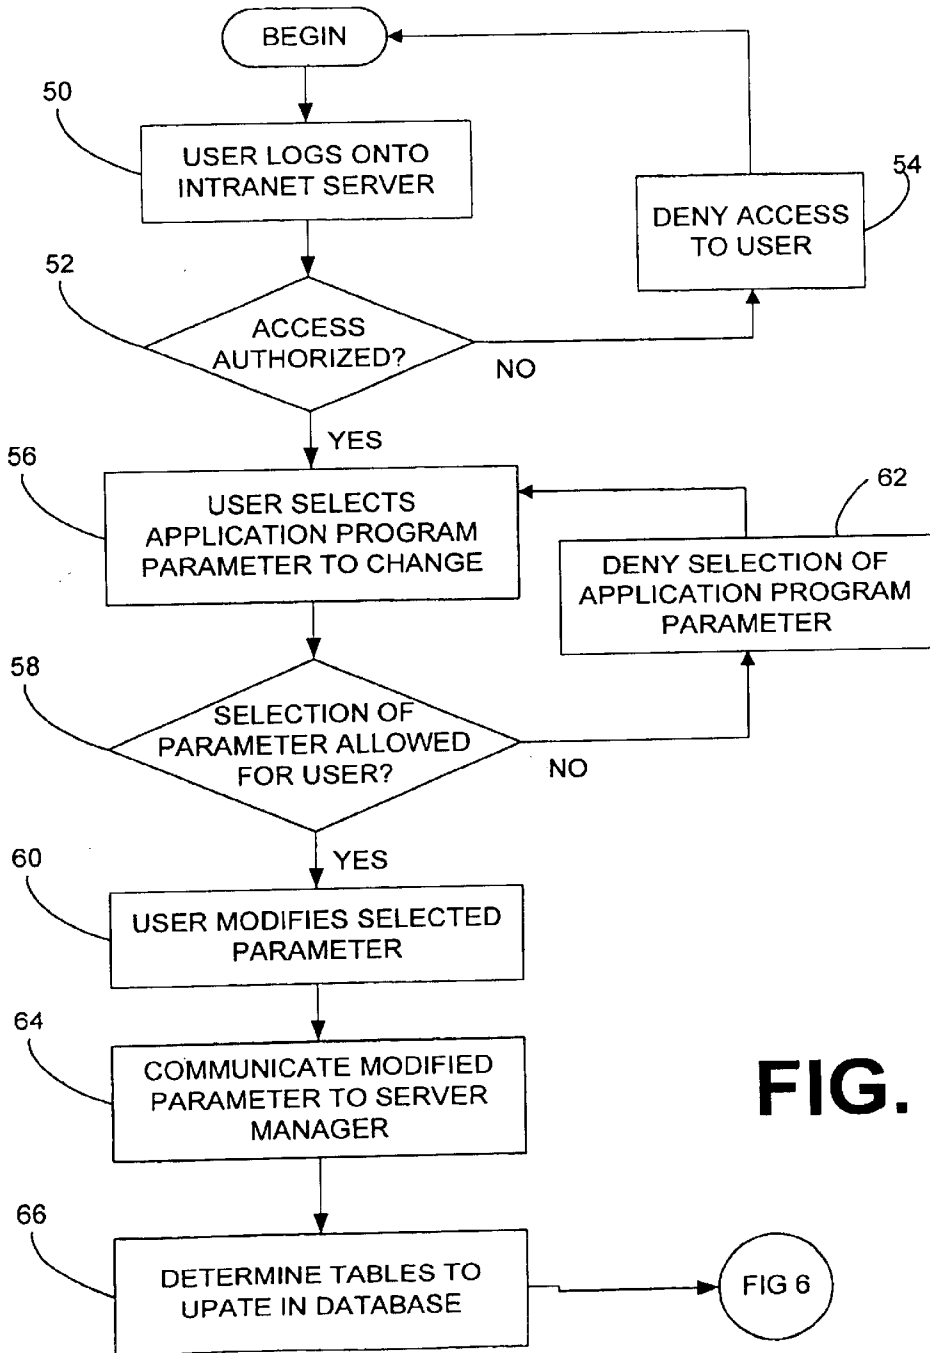 BEGIN
50
USER LOGS ONTO
INTRANET SERVER
54
DENY ACCESS
TO USER
52
ACCESS
AUTHORIZED?
NO
YES
56
USER SELECTS
APPLICATION PROGRAM
PARAMETER TO CHANGE
62
DENY SELECTION OF
APPLICATION PROGRAM
PARAMETER
58
SELECTION OF
PARAMETER ALLOWED
FOR USER?
NO
YES
60
USER MODIFIES SELECTED
PARAMETER
64
COMMUNICATE MODIFIED
PARAMETER TO SERVER
MANAGER
FIG.
66
DETERMINE TABLES TO
UPATE IN DATABASE
FIG 6